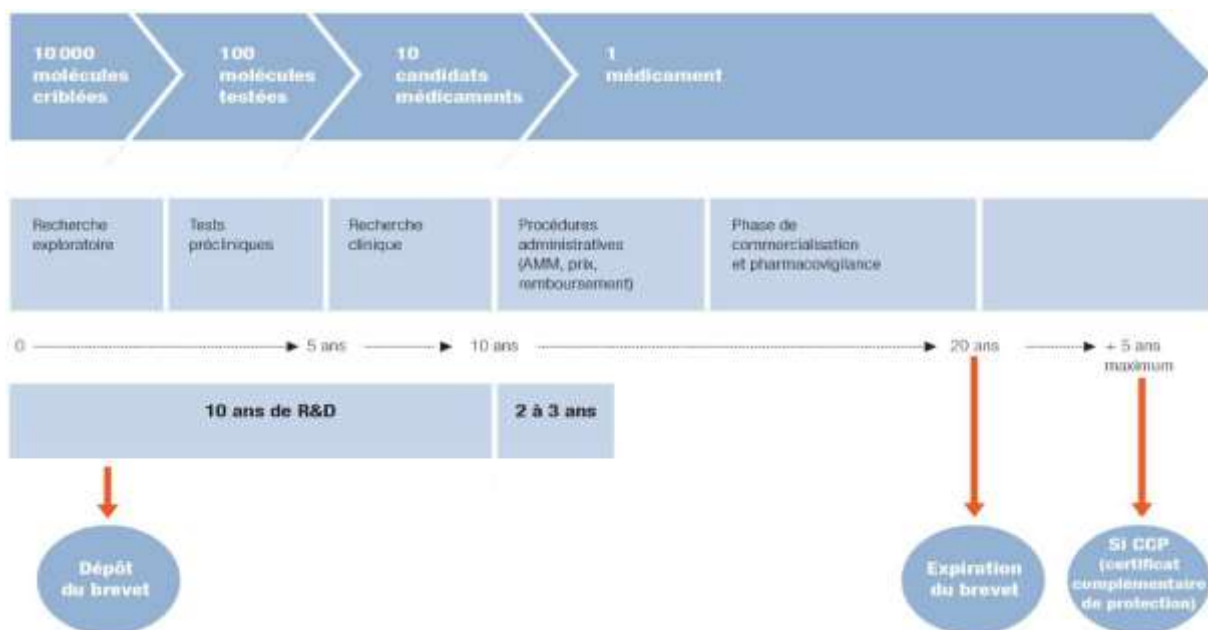 10 000
molécules
criblées
100
molécules
testées
10
candidats
médicaments
1
médicament
Recherche
exploratoire
Tests
précliniques
Recherche
clinique
Procédures
administratives
(AMM, prix,
remboursement)
Phase de
commercialisation
et pharmacovigilance
0
5 ans
10 ans
20 ans
+ 5 ans
maximum
10 ans de R&D
2 à 3 ans
Dépôt
du brevet
Expiration
du brevet
Si CCP
(certificat
complémentaire
de protection)